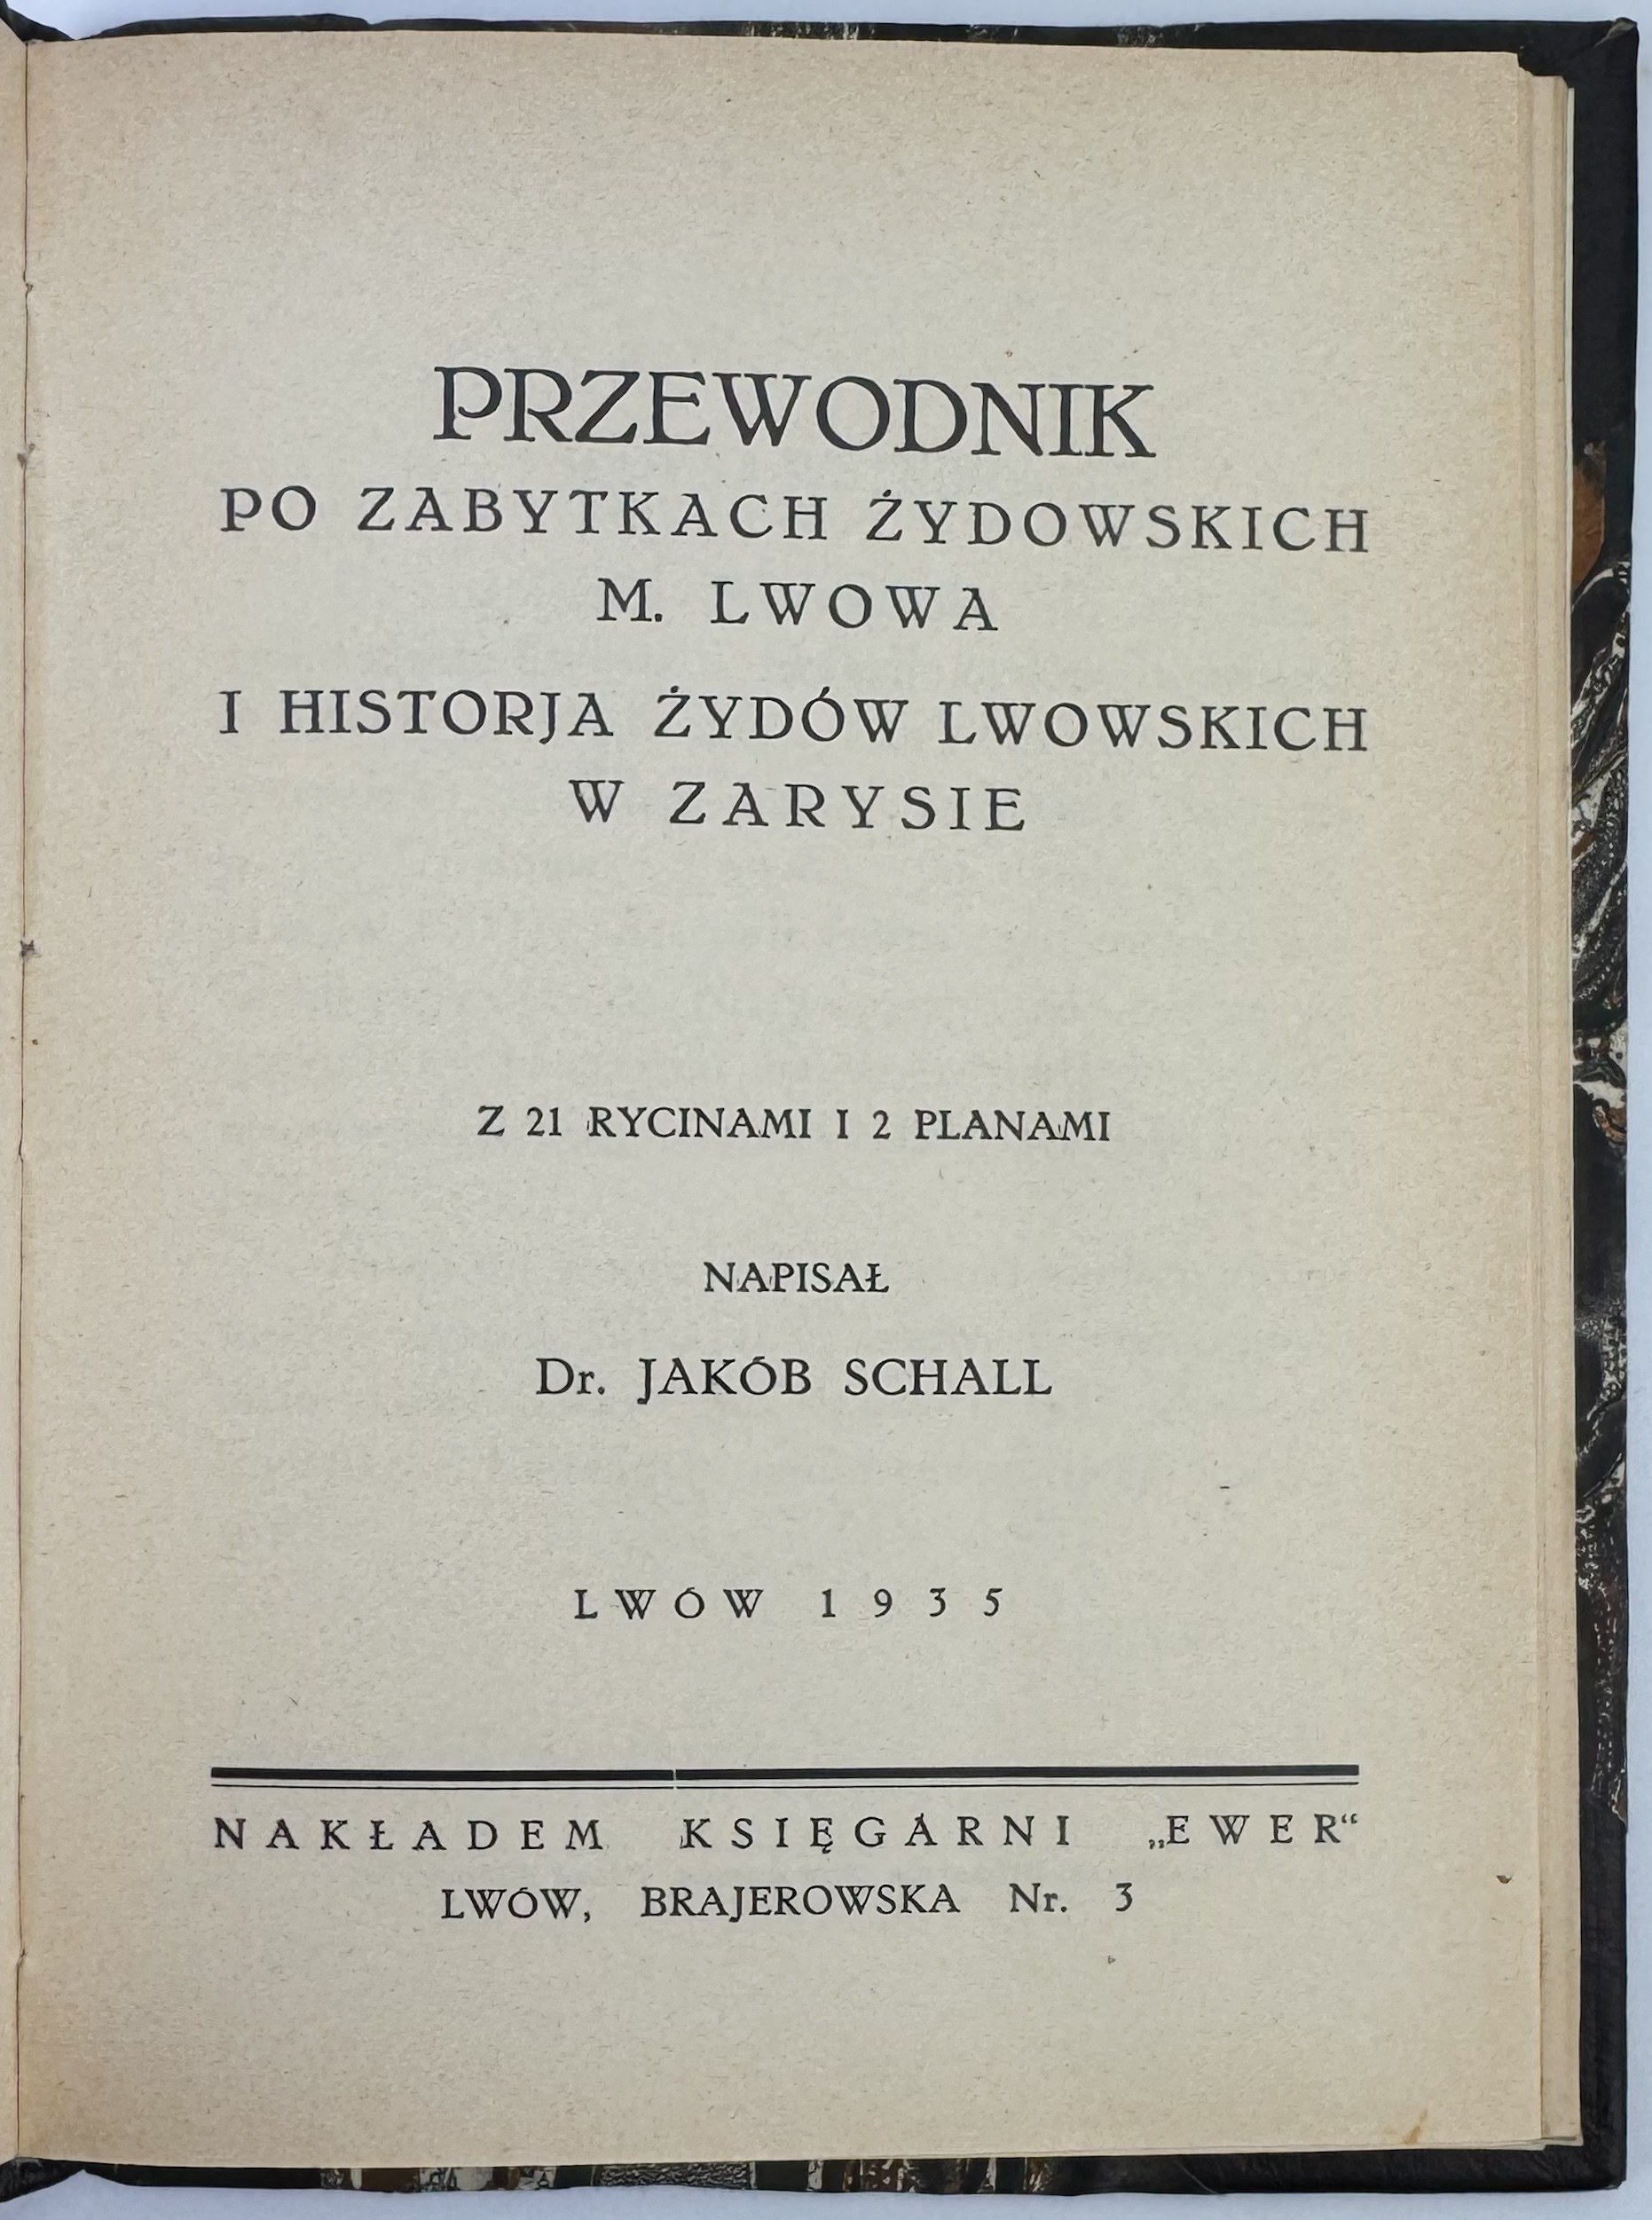 PRZEWODNIK
PO ZABYTKACH ŻYDOWSKICH
M. LWOWA
I HISTORJA ŻYDÓW LWOWSKICH
W ZARYSIE
Z 21 RYCINAMI I 2 PLANAMI
NAPISAŁ
Dr. JAKÓB SCHALL
LWÓW 1935
NAKŁADEM KSIĘGARNI „EWER“
LWÓW, BRAJEROWSKA Nr. 3